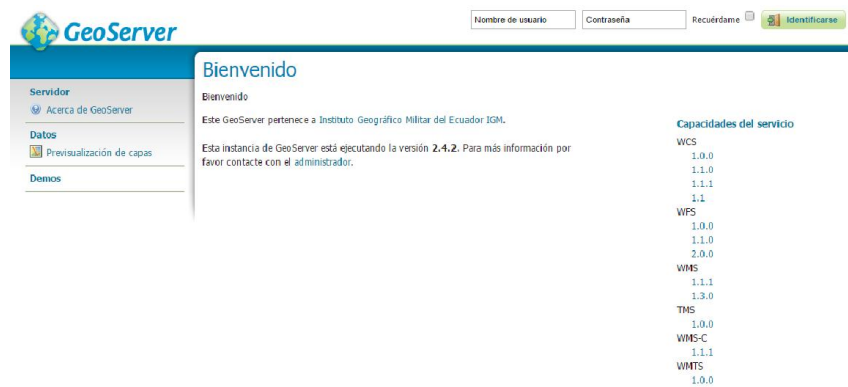 GeoServer
Nombre de usuario
Contraseña
Recuérdame
Identificarse
Servidor
Acerca de GeoServer
Datos
Previsualización de capas
Demos
Bienvenido
Bienvenido
Este GeoServer pertenece a Instituto Geográfico Militar del Ecuador IGM.
Esta instancia de GeoServer está ejecutando la versión 2.4.2. Para más información por
favor contacte con el administrador.
Capacidades del servicio
WCS
1.0.0
1.1.0
1.1.1
1.1
WFS
1.0.0
1.1.0
2.0.0
WMS
1.1.1
1.3.0
TMS
1.0.0
WMS-C
1.1.1
WMTS
1.0.0